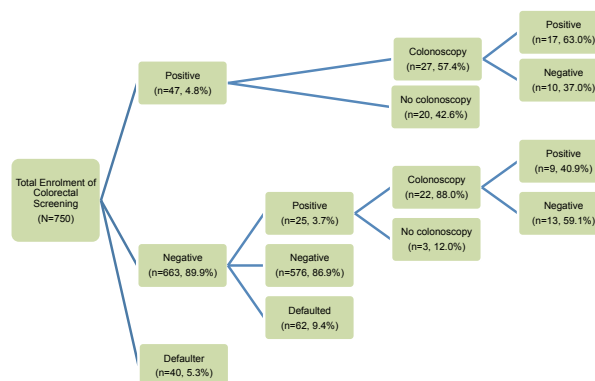 Total Enrolment of
Colorectal
Screening
(N=750)
Positive
(n=47, 4.8%)
Colonoscopy
(n=27, 57.4%)
Positive
(n=17, 63.0%)
Negative
(n=10, 37.0%)
No colonoscopy
(n=20, 42.6%)
Negative
(n=663, 89.9%)
Positive
(n=25, 3.7%)
Colonoscopy
(n=22, 88.0%)
Positive
(n=9, 40.9%)
Negative
(n=13, 59.1%)
No colonoscopy
(n=3, 12.0%)
Negative
(n=576, 86.9%)
Defaulted
(n=62, 9.4%)
Defaulter
(n=40, 5.3%)